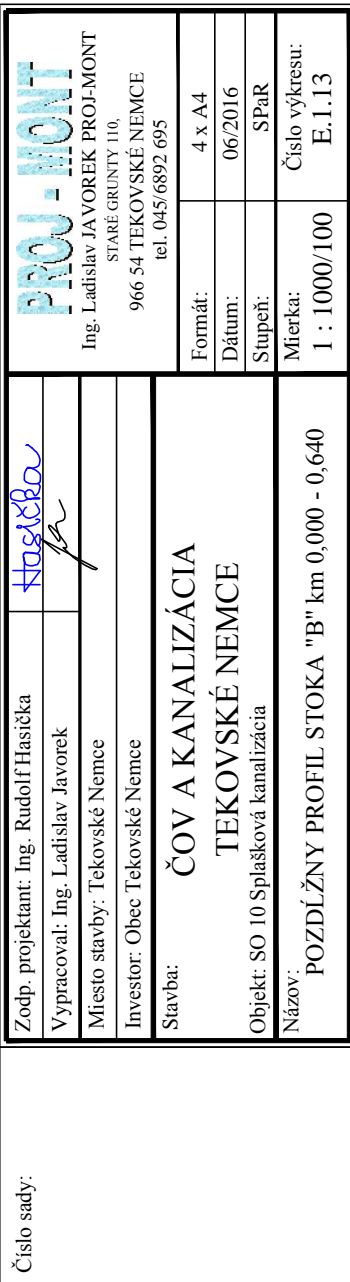 Číslo sady:
Zodp. projektant: Ing. Rudolf Hasička
Hasička
Vypracoval: Ing. Ladislav Javorek
Miesto stavby: Tekovské Nemce
Investor: Obec Tekovské Nemce
Stavba:
ČOV A KANALIZÁCIA
TEKOVSKÉ NEMCE
Objekt: SO 10 Splašková kanalizácia
Názov:
POZDĹŽNY PROFIL STOKA "B" km 0,000 - 0,640
PROJ - MONT
Ing. Ladislav JAVOREK PROJ-MONT
STARÉ GRUNTY 110,
966 54 TEKOVSKÉ NEMCE
tel. 045/6892 695
Formát: 4 x A4
Dátum: 06/2016
Stupeň: SPaR
Mierka:
1 : 1000/100
Číslo výkresu:
E.1.13